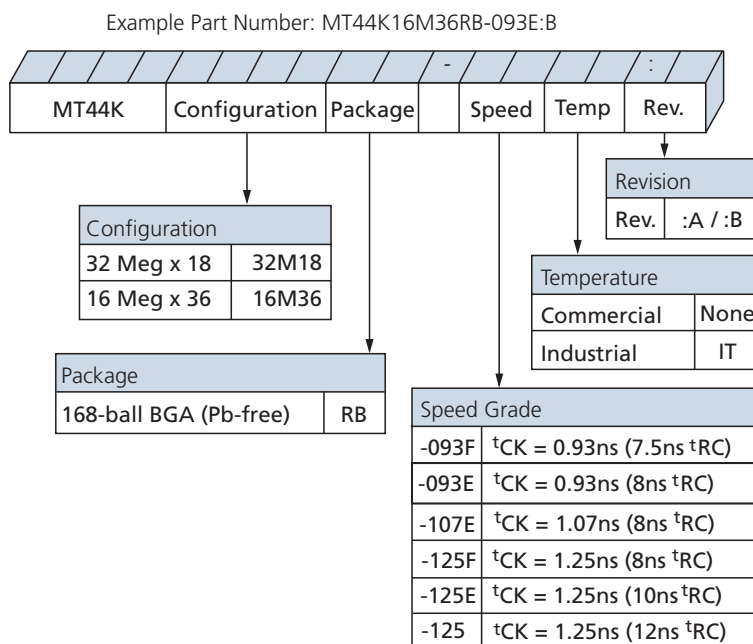 Example Part Number: MT44K16M36RB-093E:B
- :
MT44K Configuration Package Speed Temp Rev.
Revision
Rev. :A / :B
Configuration
32 Meg x 18 32M18
16 Meg x 36 16M36
Temperature
Commercial None
Industrial IT
Package
168-ball BGA (Pb-free) RB
Speed Grade
-093F tCK = 0.93ns (7.5ns tRC)
-093E tCK = 0.93ns (8ns tRC)
-107E tCK = 1.07ns (8ns tRC)
-125F tCK = 1.25ns (8ns tRC)
-125E tCK = 1.25ns (10ns tRC)
-125 tCK = 1.25ns (12ns tRC)